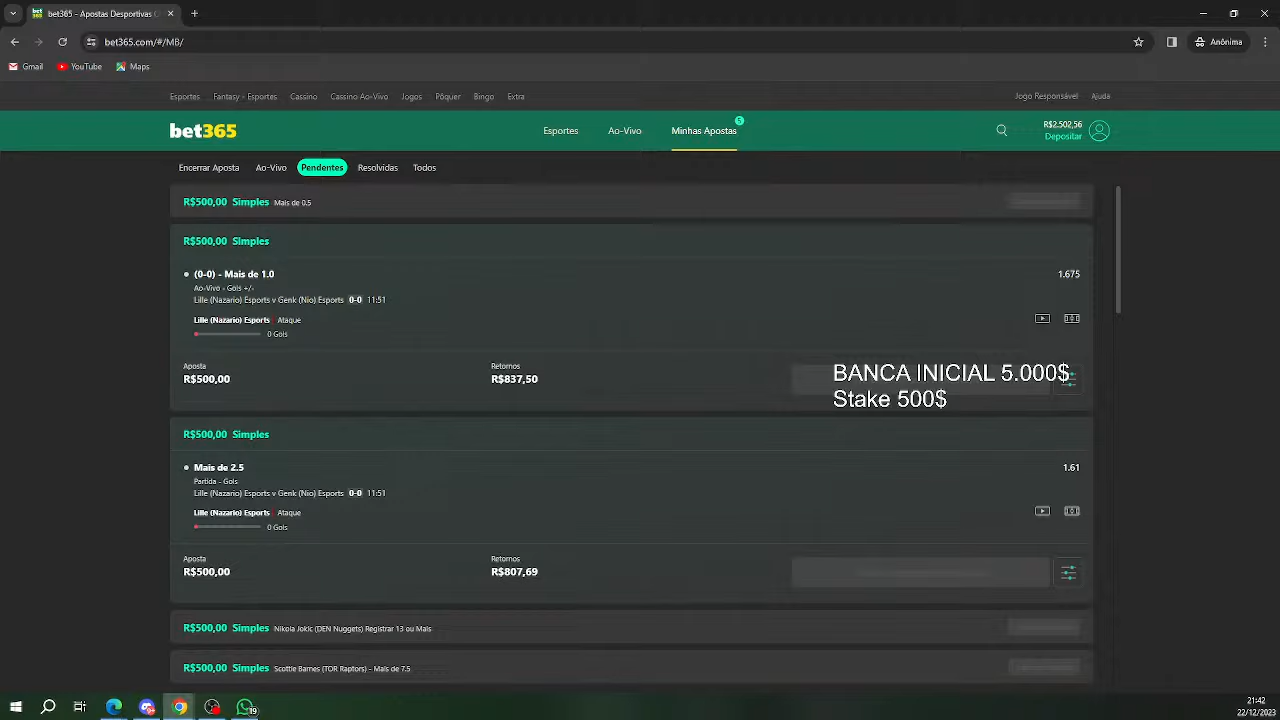 bet365 - Apostas Desportivas
bet365.com/#/MB/
Anônima
Gmail YouTube Maps
Esportes Fantasy - Esportes Cassino Cassino Ao-Vivo Jogos Pôquer Bingo Extra Jogo Responsável Ajuda
bet365 Esportes Ao-Vivo Minhas Apostas 5 R$2.502,56
Depositar
Encerrar Aposta Ao-Vivo Pendentes Resolvidas Todos
R$500,00 Simples Mais de 0.5
R$500,00 Simples
(0-0) - Mais de 1.0 1.675
Ao-Vivo - Gols +/-
Lille (Nazario) Esports v Genk (Nio) Esports 0-0 11:51
Lille (Nazario) Esports Ataque
0 Gols
Aposta Retornos
R$500,00 R$837,50
BANCA INICIAL 5.000$
Stake 500$
R$500,00 Simples
Mais de 2.5 1.61
Partida - Gols
Lille (Nazario) Esports v Genk (Nio) Esports 0-0 11:51
Lille (Nazario) Esports Ataque
0 Gols
Aposta Retornos
R$500,00 R$807,69
R$500,00 Simples Nikola Jokic (DEN Nuggets) Registrar 13 ou Mais
R$500,00 Simples Scottie Barnes (TOR Raptors) - Mais de 7.5
19
21:42
22/12/2023